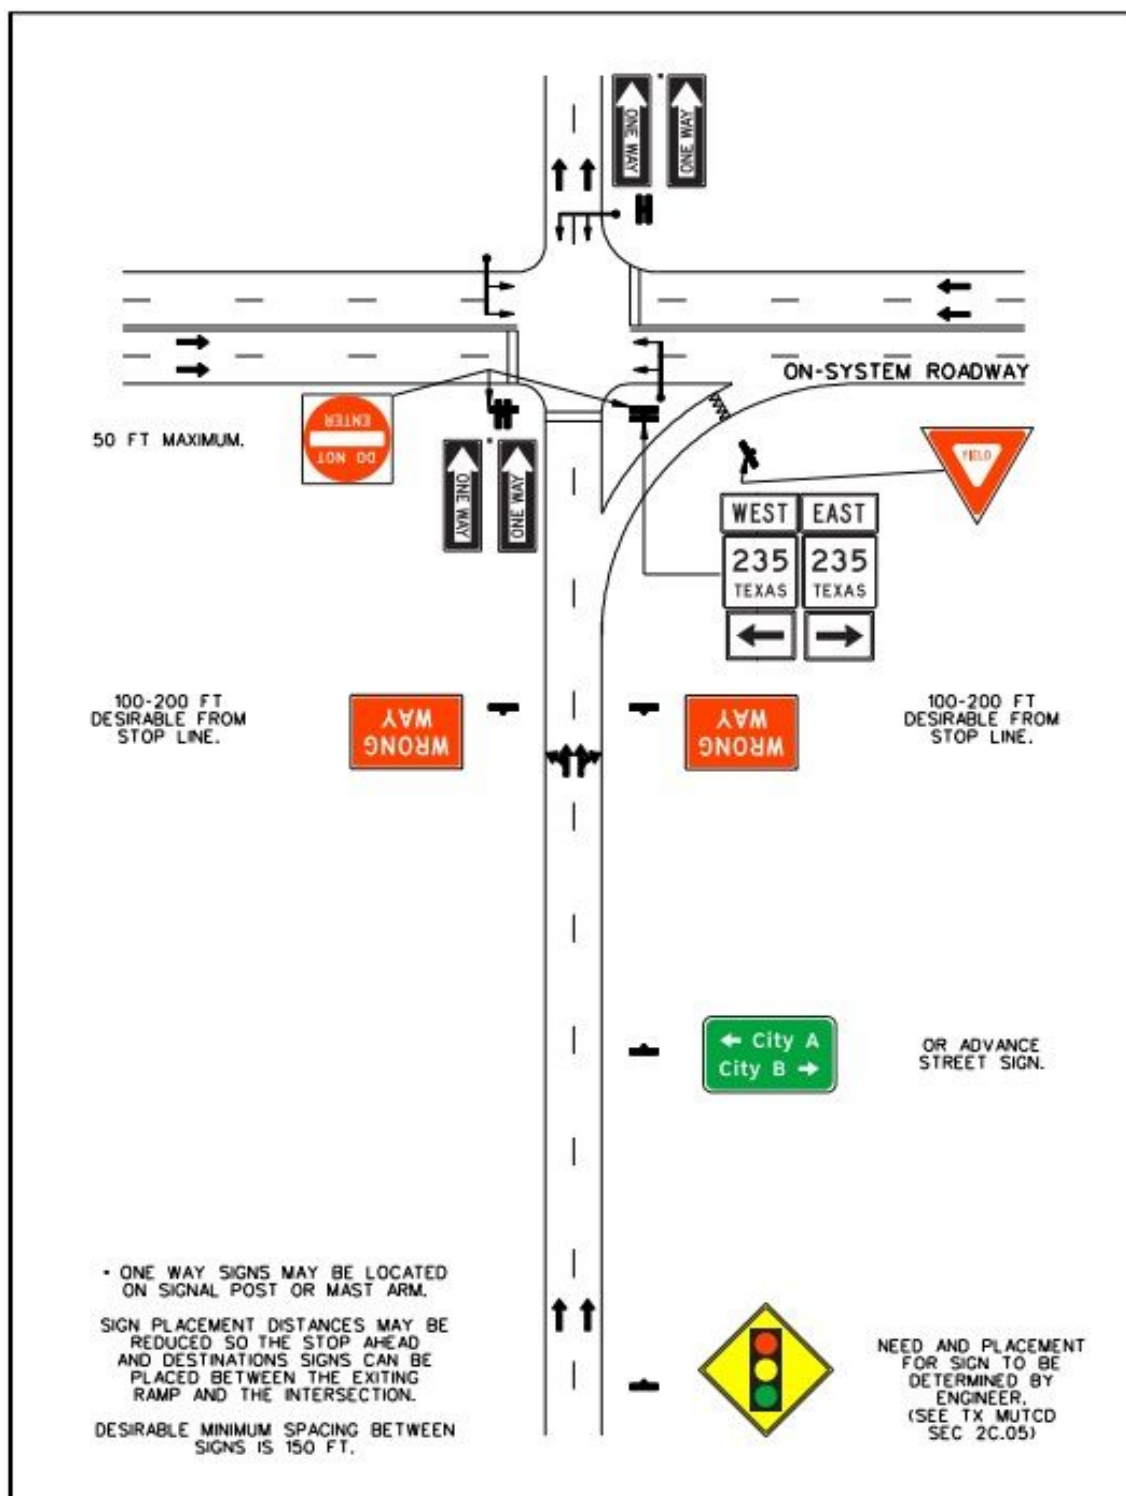 ONE WAY
ONE WAY
ON-SYSTEM ROADWAY
50 FT MAXIMUM.
DO NOT
ENTER
ONE WAY
ONE WAY
YIELD
WEST
EAST
235
TEXAS
235
TEXAS
100-200 FT
DESIRABLE FROM
STOP LINE.
WRONG
WAY
WRONG
WAY
100-200 FT
DESIRABLE FROM
STOP LINE.
← City A
City B →
OR ADVANCE
STREET SIGN.
• ONE WAY SIGNS MAY BE LOCATED
ON SIGNAL POST OR MAST ARM.
SIGN PLACEMENT DISTANCES MAY BE
REDUCED SO THE STOP AHEAD
AND DESTINATIONS SIGNS CAN BE
PLACED BETWEEN THE EXITING
RAMP AND THE INTERSECTION.
DESIRABLE MINIMUM SPACING BETWEEN
SIGNS IS 150 FT.
NEED AND PLACEMENT
FOR SIGN TO BE
DETERMINED BY
ENGINEER.
(SEE TX MUTCD
SEC 2C.05)